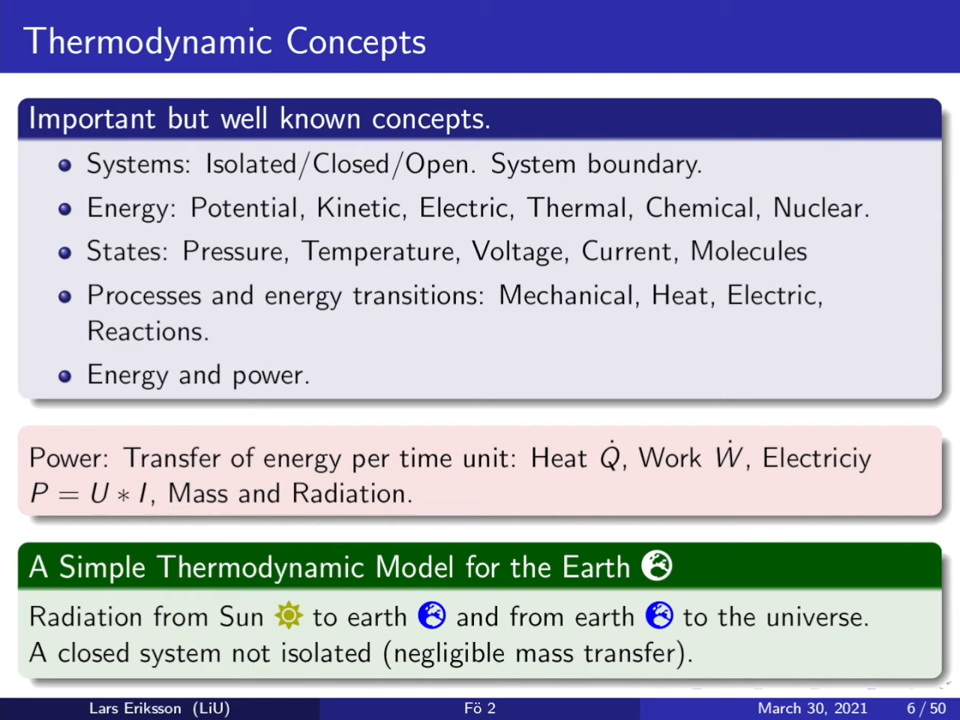 Thermodynamic Concepts
Important but well known concepts.
Systems: Isolated/Closed/Open. System boundary.
Energy: Potential, Kinetic, Electric, Thermal, Chemical, Nuclear.
States: Pressure, Temperature, Voltage, Current, Molecules
Processes and energy transitions: Mechanical, Heat, Electric,
Reactions.
Energy and power.
Power: Transfer of energy per time unit: Heat Q̇, Work Ẇ, Electriciy
P = U ∗ I, Mass and Radiation.
A Simple Thermodynamic Model for the Earth
Radiation from Sun to earth and from earth to the universe.
A closed system not isolated (negligible mass transfer).
Lars Eriksson (LiU) Fö 2 March 30, 2021 6 / 50